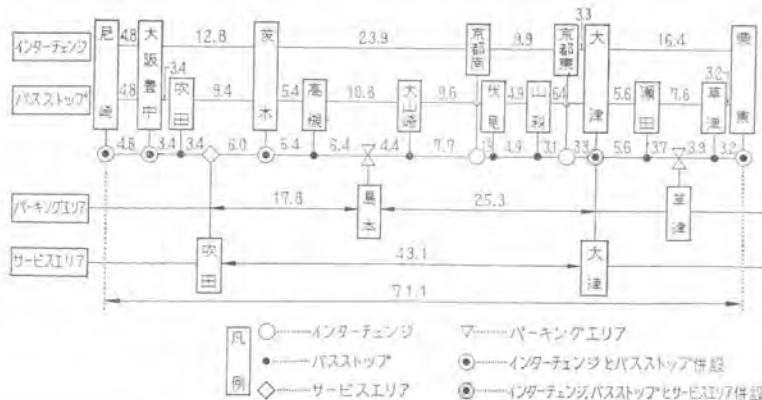 インターチェンジ 尼崎 4.8 大阪豊中 12.8 茨木 23.9 京都南 9.9 京都東 3.3 大津 16.4 栗東
バスストップ 4.8 3.4 吹田 9.4 5.4 高槻 10.8 大山崎 9.6 伏見 4.9 山科 6.4 5.6 瀬田 7.6 草津 3.2
4.8 3.4 3.4 6.0 5.4 6.4 4.4 7.7 4.9 3.1 3.3 5.6 3.7 3.9 3.2
パーキングエリア 17.8 島本 25.3 草津
サービスエリア 吹田 43.1 大津
71.1
凡例
インターチェンジ
バスストップ
サービスエリア
パーキングエリア
インターチェンジとバスストップ併設
インターチェンジ,バスストップとサービスエリア併設